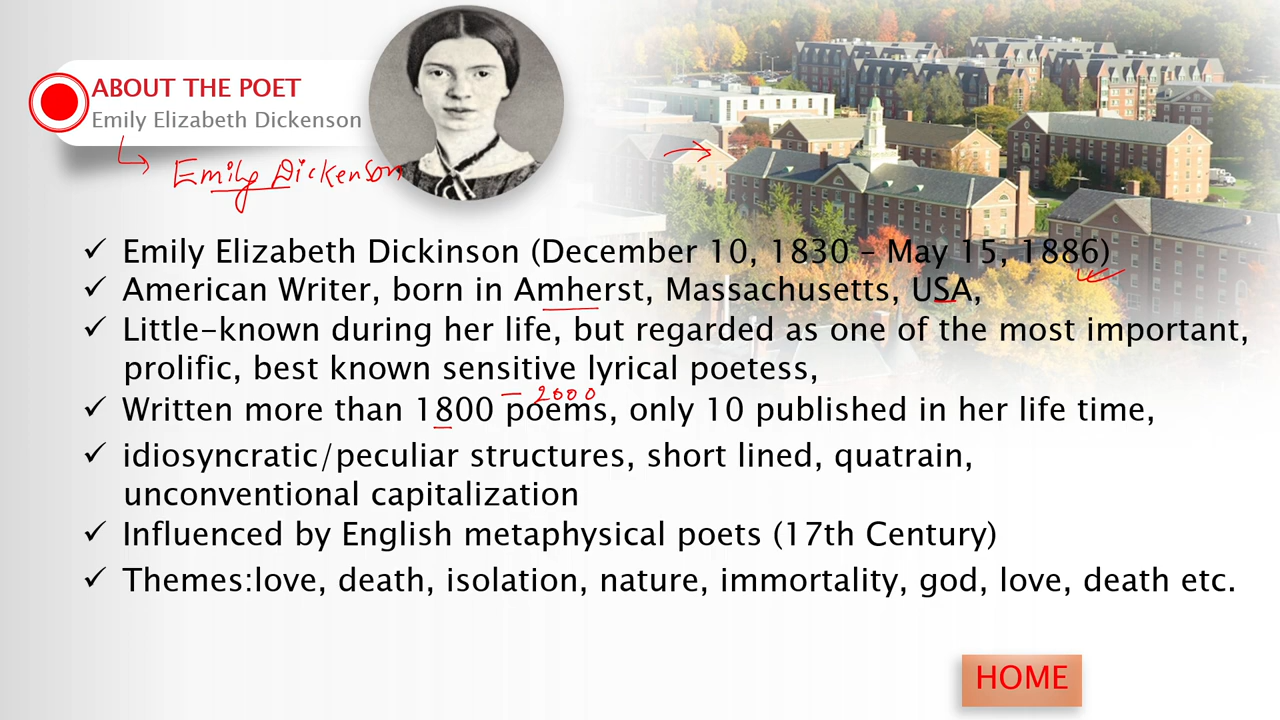 ABOUT THE POET
Emily Elizabeth Dickenson
Emily Dickenson
✓ Emily Elizabeth Dickinson (December 10, 1830 – May 15, 1886)
✓ American Writer, born in Amherst, Massachusetts, USA,
✓ Little-known during her life, but regarded as one of the most important,
prolific, best known sensitive lyrical poetess,
– 2000
✓ Written more than 1800 poems, only 10 published in her life time,
✓ idiosyncratic/peculiar structures, short lined, quatrain,
unconventional capitalization
✓ Influenced by English metaphysical poets (17th Century)
✓ Themes:love, death, isolation, nature, immortality, god, love, death etc.
HOME